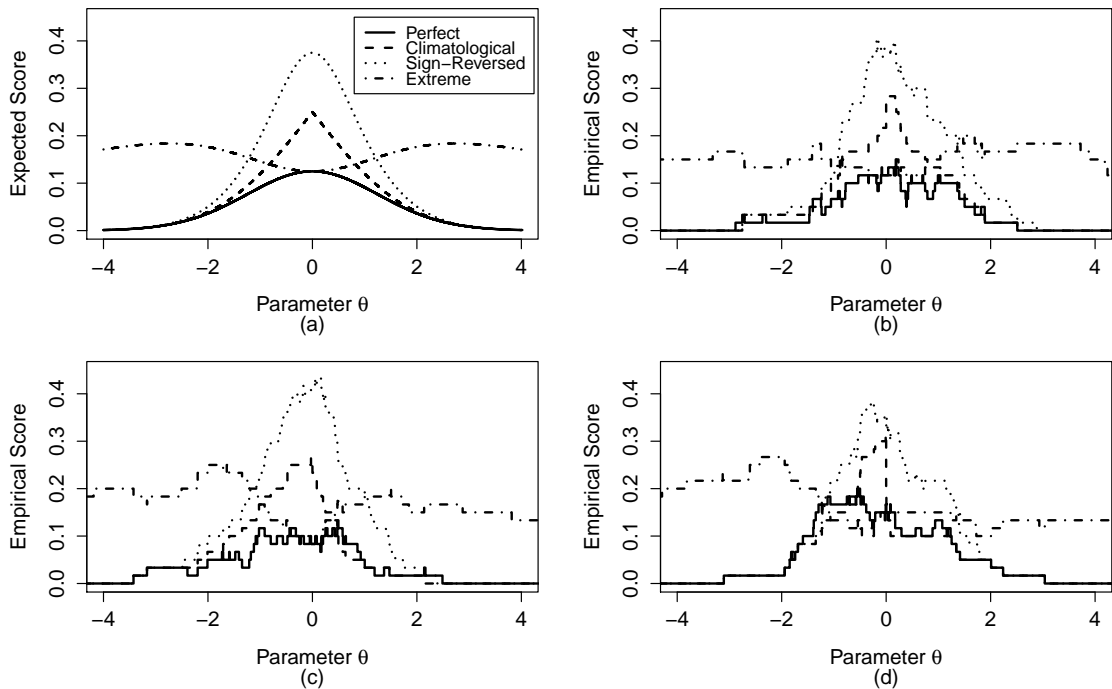 Expected Score
0.0 0.1 0.2 0.3 0.4
Perfect
Climatological
Sign−Reversed
Extreme
−4 −2 0 2 4
Parameter θ
(a)
Empirical Score
0.0 0.1 0.2 0.3 0.4
−4 −2 0 2 4
Parameter θ
(b)
Empirical Score
0.0 0.1 0.2 0.3 0.4
−4 −2 0 2 4
Parameter θ
(c)
Empirical Score
0.0 0.1 0.2 0.3 0.4
−4 −2 0 2 4
Parameter θ
(d)